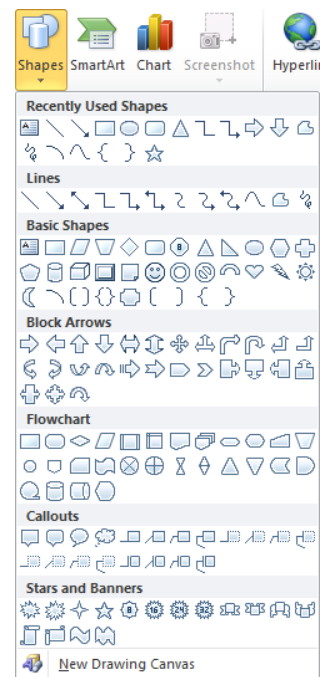 Shapes SmartArt Chart Screenshot Hyperli
Recently Used Shapes
Lines
Basic Shapes
Block Arrows
Flowchart
Callouts
Stars and Banners
New Drawing Canvas